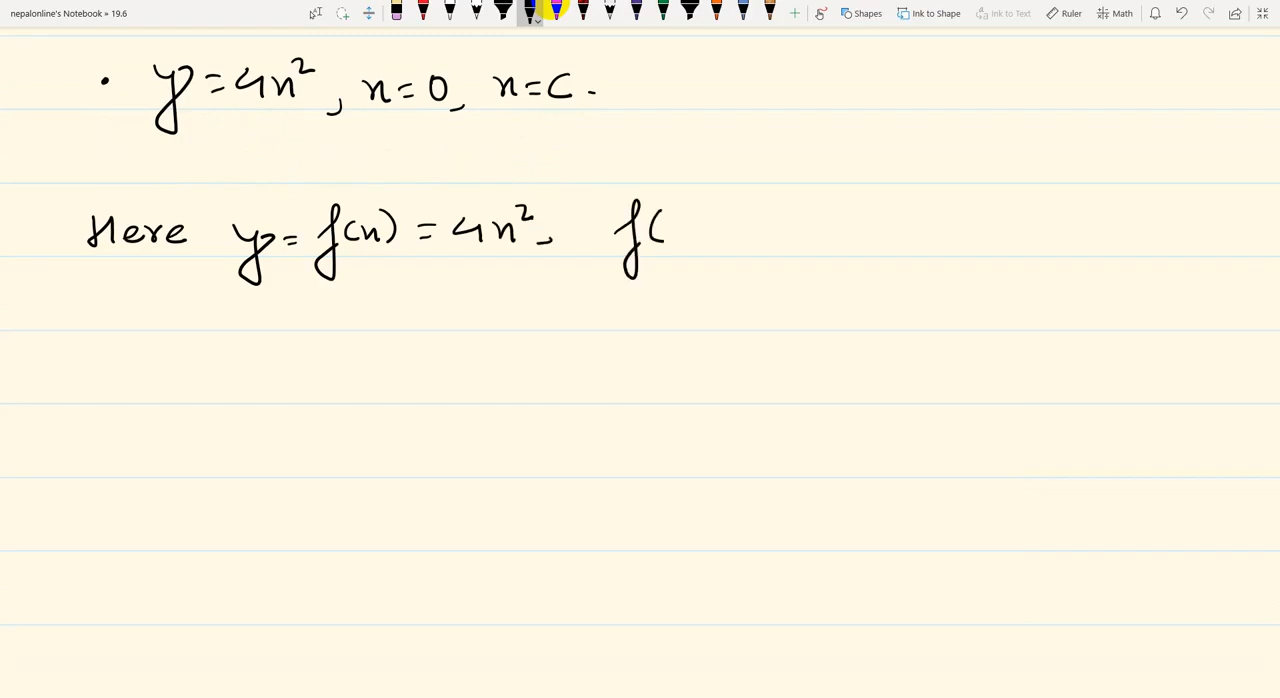 nepalonline's Notebook » 19.6 Shapes Ink to Shape Ink to Text Ruler Math
• y = 4x², x = 0, x = c.
Here y = f(x) = 4x², f(